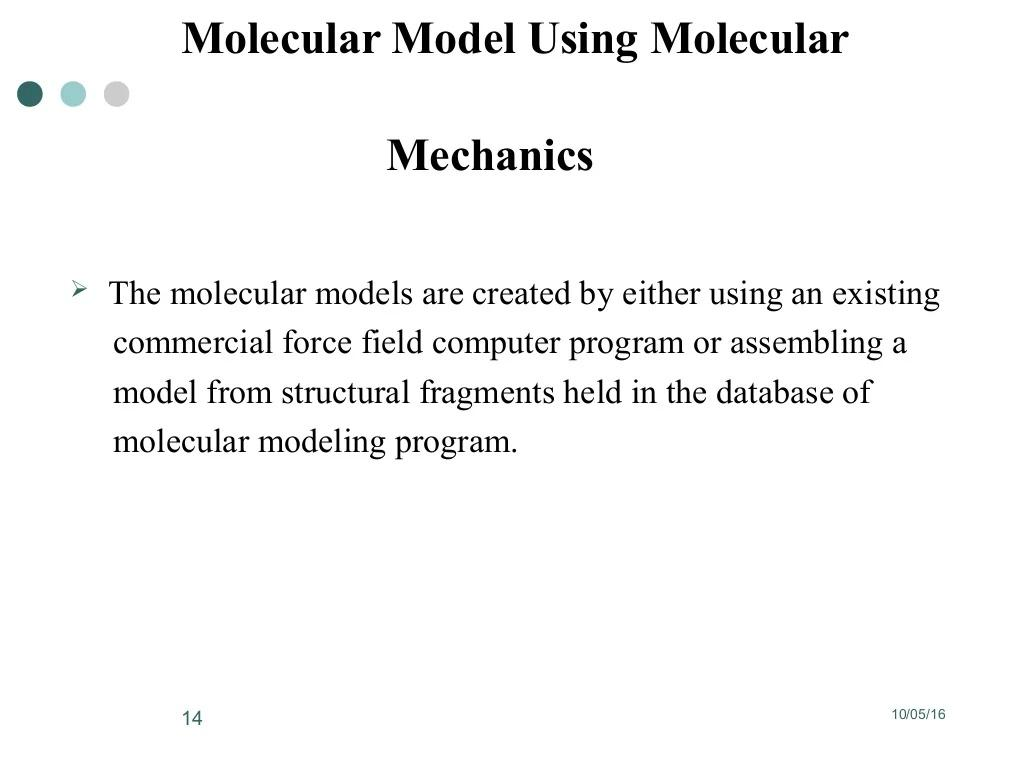 Molecular Model Using Molecular
Mechanics
The molecular models are created by either using an existing
commercial force field computer program or assembling a
model from structural fragments held in the database of
molecular modeling program.
14
10/05/16